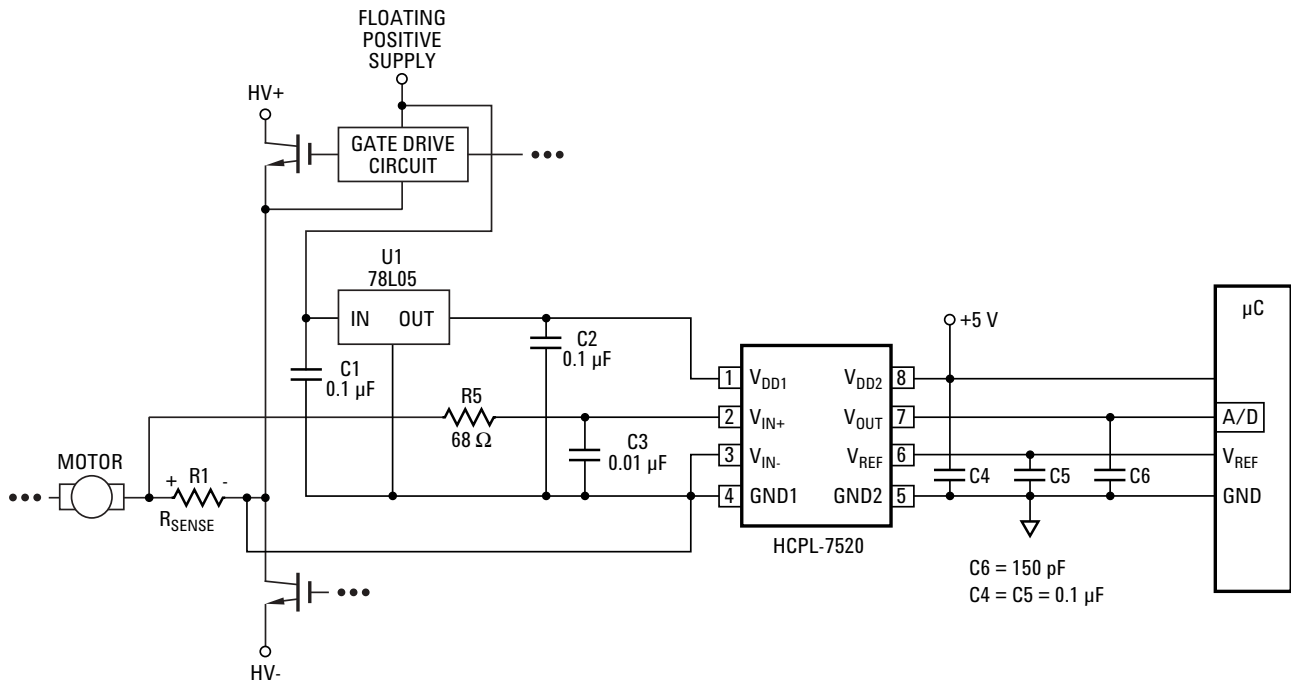 FLOATING
POSITIVE
SUPPLY
HV+
GATE DRIVE
CIRCUIT
U1
78L05
IN OUT
C1
0.1 µF
C2
0.1 µF
R5
68 Ω
C3
0.01 µF
MOTOR
+ R1 -
RSENSE
HV-
1 VDD1
2 VIN+
3 VIN-
4 GND1
VDD2 8
VOUT 7
VREF 6
GND2 5
HCPL-7520
+5 V
C4
C5
C6
C6 = 150 pF
C4 = C5 = 0.1 µF
µC
A/D
VREF
GND